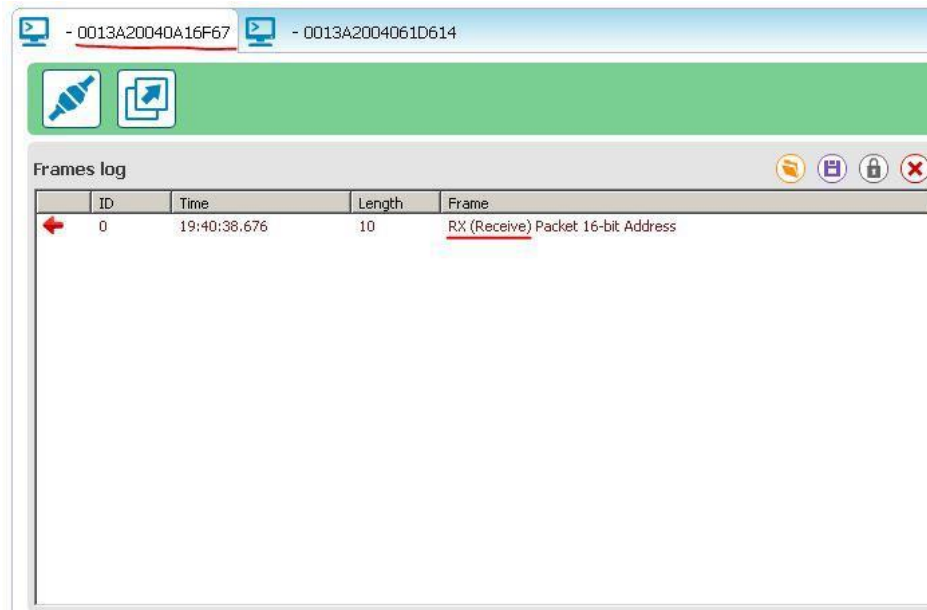 - 0013A20040A16F67 - 0013A2004061D614
Frames log
ID Time Length Frame
0 19:40:38.676 10 RX (Receive) Packet 16-bit Address